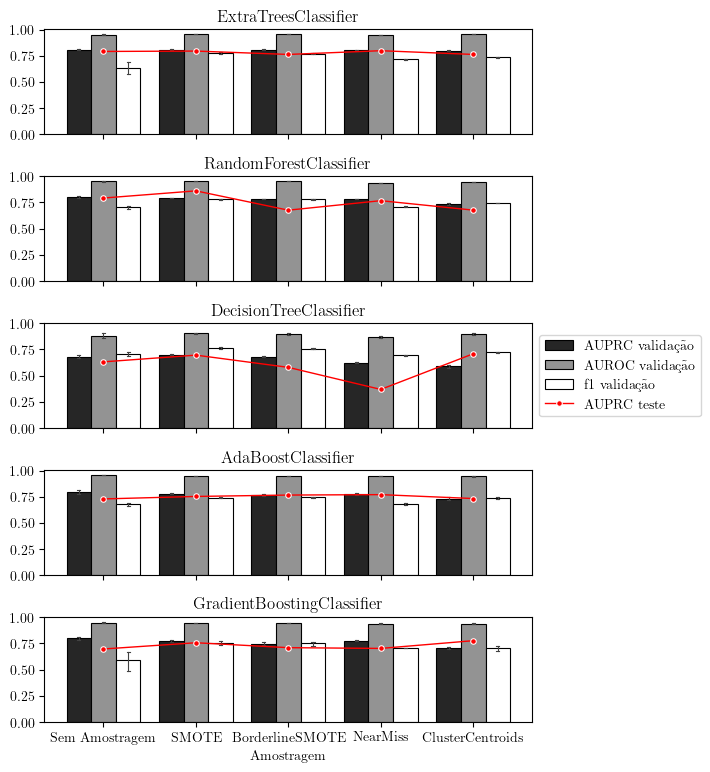 ExtraTreesClassifier
1.00
0.75
0.50
0.25
0.00
RandomForestClassifier
1.00
0.75
0.50
0.25
0.00
DecisionTreeClassifier
1.00
0.75
0.50
0.25
0.00
AUPRC validação
AUROC validação
f1 validação
AUPRC teste
AdaBoostClassifier
1.00
0.75
0.50
0.25
0.00
GradientBoostingClassifier
1.00
0.75
0.50
0.25
0.00
Sem Amostragem SMOTE BorderlineSMOTE NearMiss ClusterCentroids
Amostragem